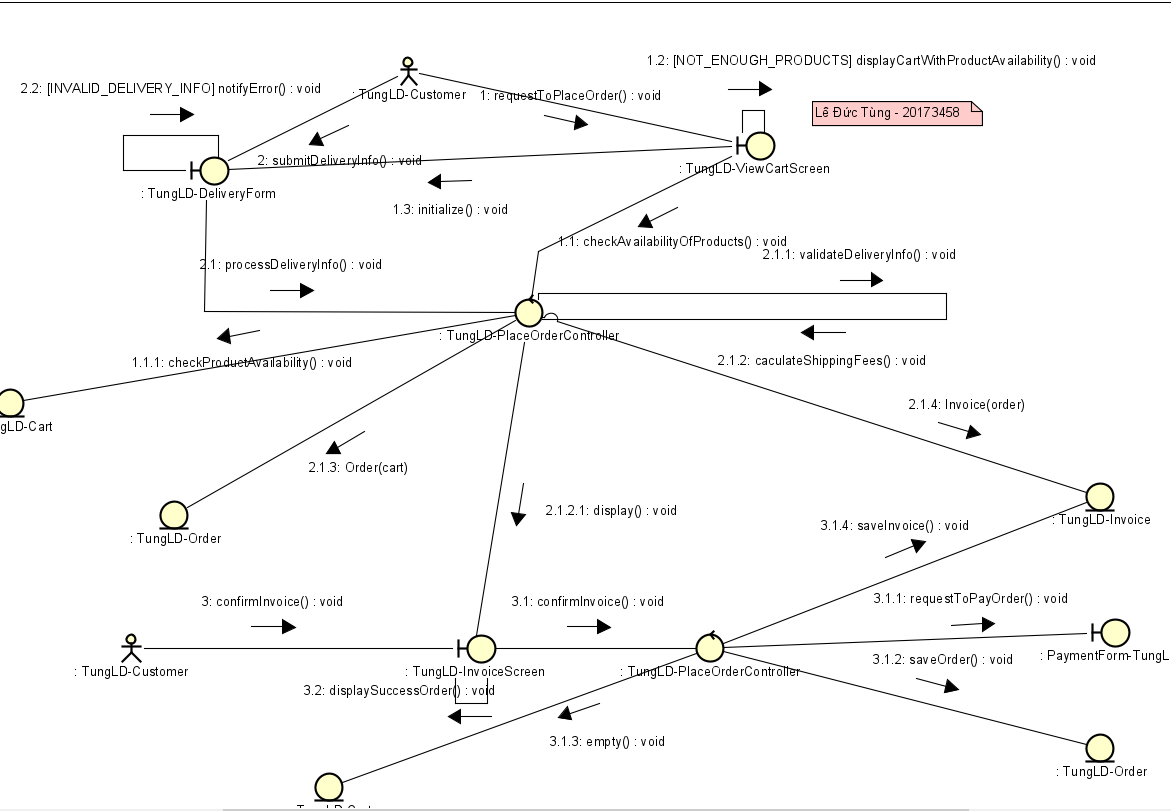 1.2: [NOT_ENOUGH_PRODUCTS] displayCartWithProductAvailability() : void
2.2: [INVALID_DELIVERY_INFO] notifyError() : void
: TungLD-Customer
1: requestToPlaceOrder() : void
Lê Đức Tùng - 20173458
2: submitDeliveryInfo() : void
: TungLD-ViewCartScreen
: TungLD-DeliveryForm
1.3: initialize() : void
1.1: checkAvailabilityOfProducts() : void
2.1.1: validateDeliveryInfo() : void
2.1: processDeliveryInfo() : void
: TungLD-PlaceOrderController
1.1.1: checkProductAvailability() : void
2.1.2: caculateShippingFees() : void
2.1.4: Invoice(order)
gLD-Cart
2.1.3: Order(cart)
2.1.2.1: display() : void
: TungLD-Invoice
3.1.4: saveInvoice() : void
: TungLD-Order
3: confirmInvoice() : void
3.1: confirmInvoice() : void
3.1.1: requestToPayOrder() : void
: PaymentForm-TungL
3.1.2: saveOrder() : void
: TungLD-Customer
: TungLD-InvoiceScreen
: TungLD-PlaceOrderController
3.2: displaySuccessOrder() : void
3.1.3: empty() : void
: TungLD-Order